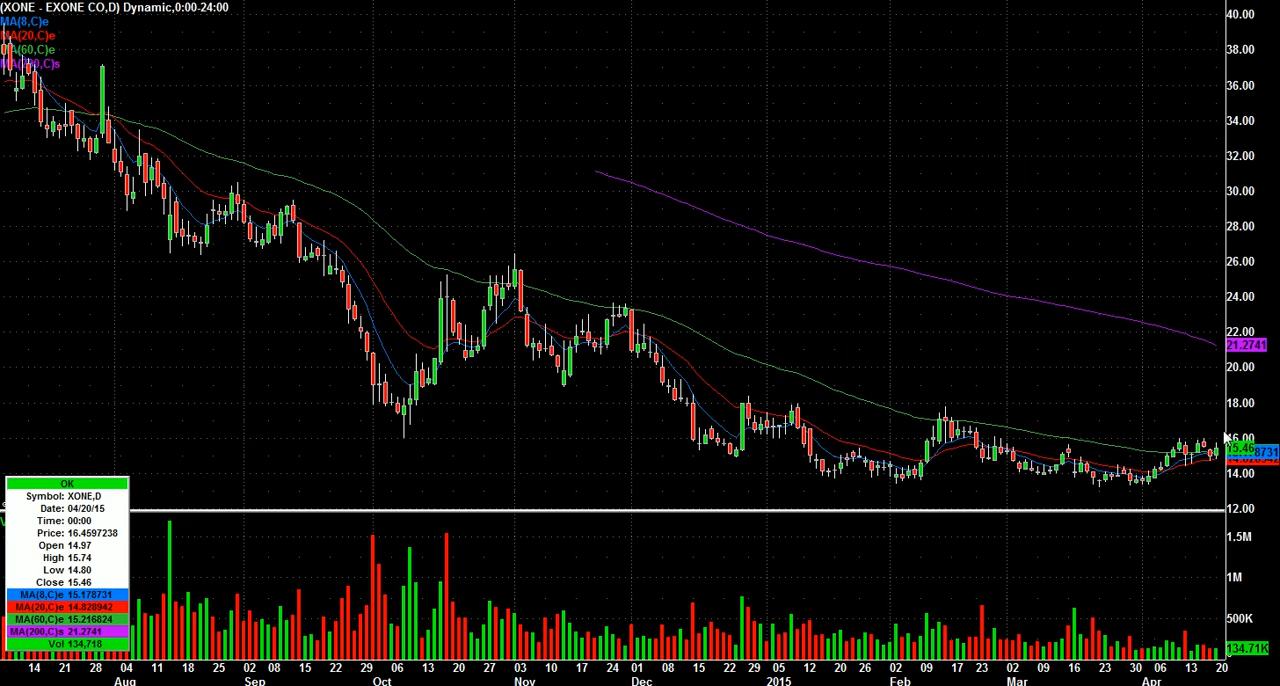 (XONE - EXONE CO,D) Dynamic,0:00-24:00
MA(8,C)e
MA(20,C)e
MA(60,C)e
40.00
38.00
36.00
34.00
32.00
30.00
28.00
26.00
24.00
22.00
21.2741
20.00
18.00
16.00
15.46
8731
14.00
12.00
OK
Symbol: XONE,D
Date: 04/20/15
Time: 00:00
Price: 16.4597238
Open 14.97
High 15.74
Low 14.80
Close 15.46
MA(8,C)e 15.178731
MA(20,C)e 14.828942
MA(60,C)e 15.216824
MA(200,C)s 21.2741
Vol 134,718
1.5M
1M
500K
134.71K
14 21 28 04 11 18 25 02 08 15 22 29 06 13 20 27 03 10 17 24 01 08 15 22 29 05 12 20 26 02 09 17 23 02 09 16 23 30 06 13 20
Aug Sep Oct Nov Dec 2015 Feb Mar Apr